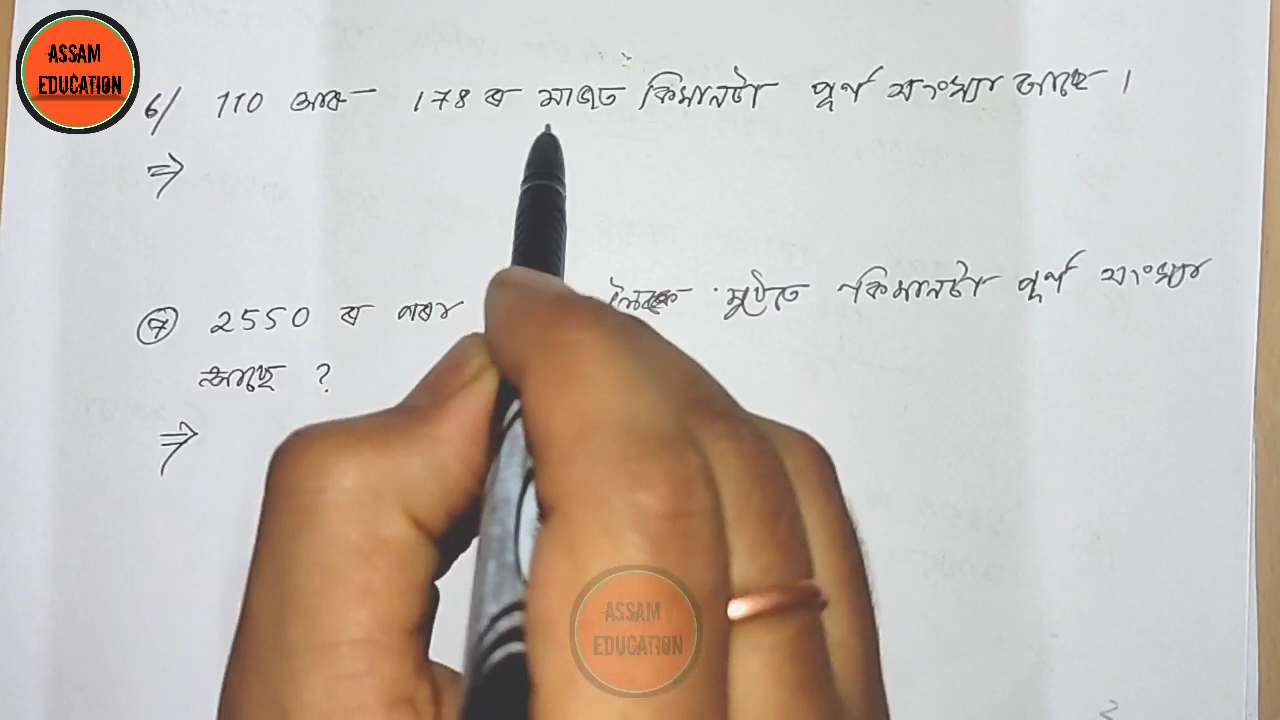 ASSAM
EDUCATION
6/ 110 আৰু 178 ৰ মাজত কিমানটা পূৰ্ণ সংখ্যা আছে।
⇒
⑦ 2550 ৰ পৰা লৈকে মুঠতে কিমানটা পূৰ্ণ সংখ্যা
আছে ?
⇒
ASSAM
EDUCATION